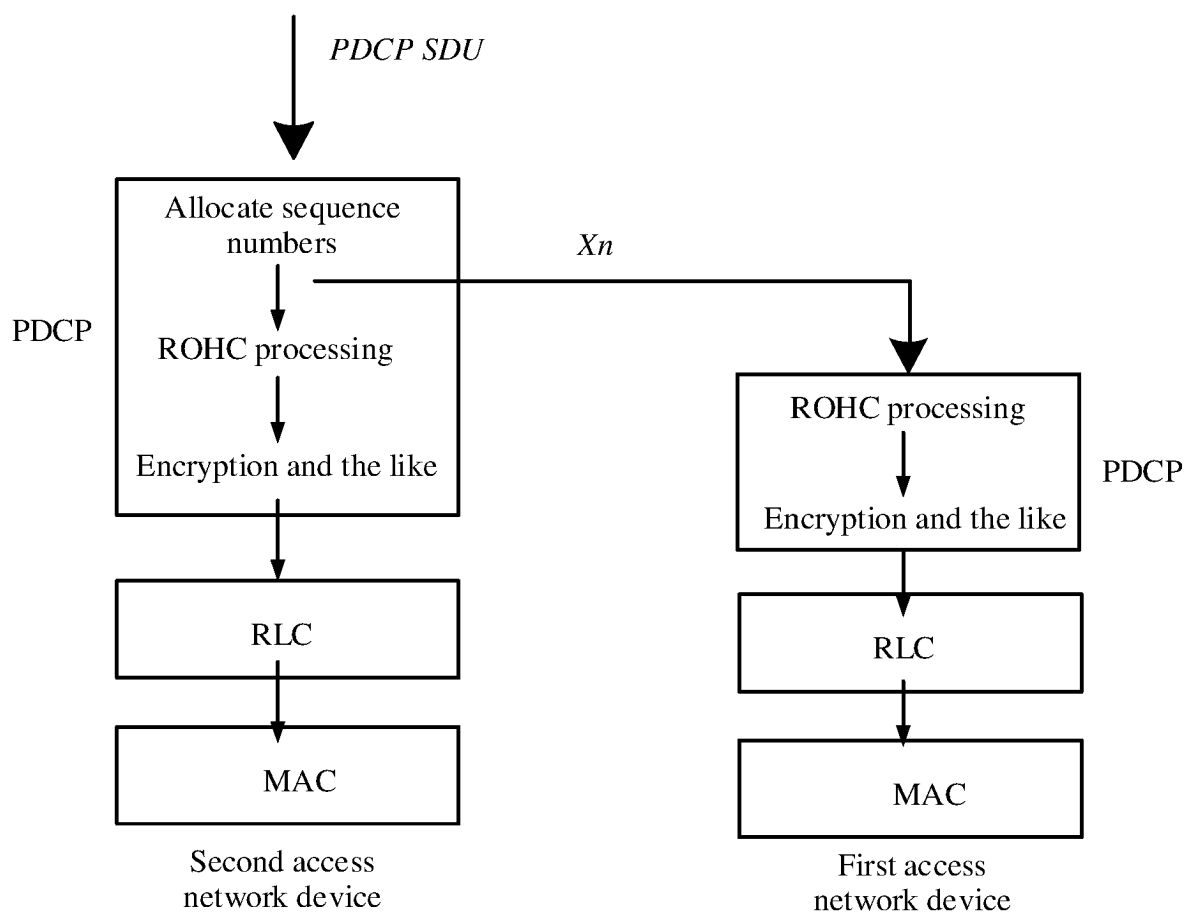 PDCP SDU
Allocate sequence
numbers
Xn
PDCP
ROHC processing
Encryption and the like
RLC
MAC
Second access
network device
ROHC processing
PDCP
Encryption and the like
RLC
MAC
First access
network device